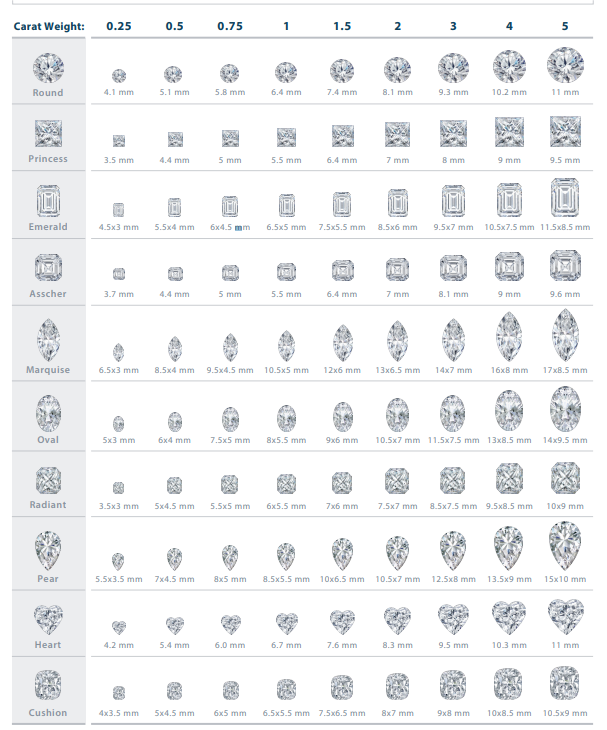 Carat Weight: 0.25 0.5 0.75 1 1.5 2 3 4 5
Round 4.1 mm 5.1 mm 5.8 mm 6.4 mm 7.4 mm 8.1 mm 9.3 mm 10.2 mm 11 mm
Princess 3.5 mm 4.4 mm 5 mm 5.5 mm 6.4 mm 7 mm 8 mm 9 mm 9.5 mm
Emerald 4.5x3 mm 5.5x4 mm 6x4.5 mm 6.5x5 mm 7.5x5.5 mm 8.5x6 mm 9.5x7 mm 10.5x7.5 mm 11.5x8.5 mm
Asscher 3.7 mm 4.4 mm 5 mm 5.5 mm 6.4 mm 7 mm 8.1 mm 9 mm 9.6 mm
Marquise 6.5x3 mm 8.5x4 mm 9.5x4.5 mm 10.5x5 mm 12x6 mm 13x6.5 mm 14x7 mm 16x8 mm 17x8.5 mm
Oval 5x3 mm 6x4 mm 7.5x5 mm 8x5.5 mm 9x6 mm 10.5x7 mm 11.5x7.5 mm 13x8.5 mm 14x9.5 mm
Radiant 3.5x3 mm 5x4.5 mm 5.5x5 mm 6x5.5 mm 7x6 mm 7.5x7 mm 8.5x7.5 mm 9.5x8.5 mm 10x9 mm
Pear 5.5x3.5 mm 7x4.5 mm 8x5 mm 8.5x5.5 mm 10x6.5 mm 10.5x7 mm 12.5x8 mm 13.5x9 mm 15x10 mm
Heart 4.2 mm 5.4 mm 6.0 mm 6.7 mm 7.6 mm 8.3 mm 9.5 mm 10.3 mm 11 mm
Cushion 4x3.5 mm 5x4.5 mm 6x5 mm 6.5x5.5 mm 7.5x6.5 mm 8x7 mm 9x8 mm 10x8.5 mm 10.5x9 mm